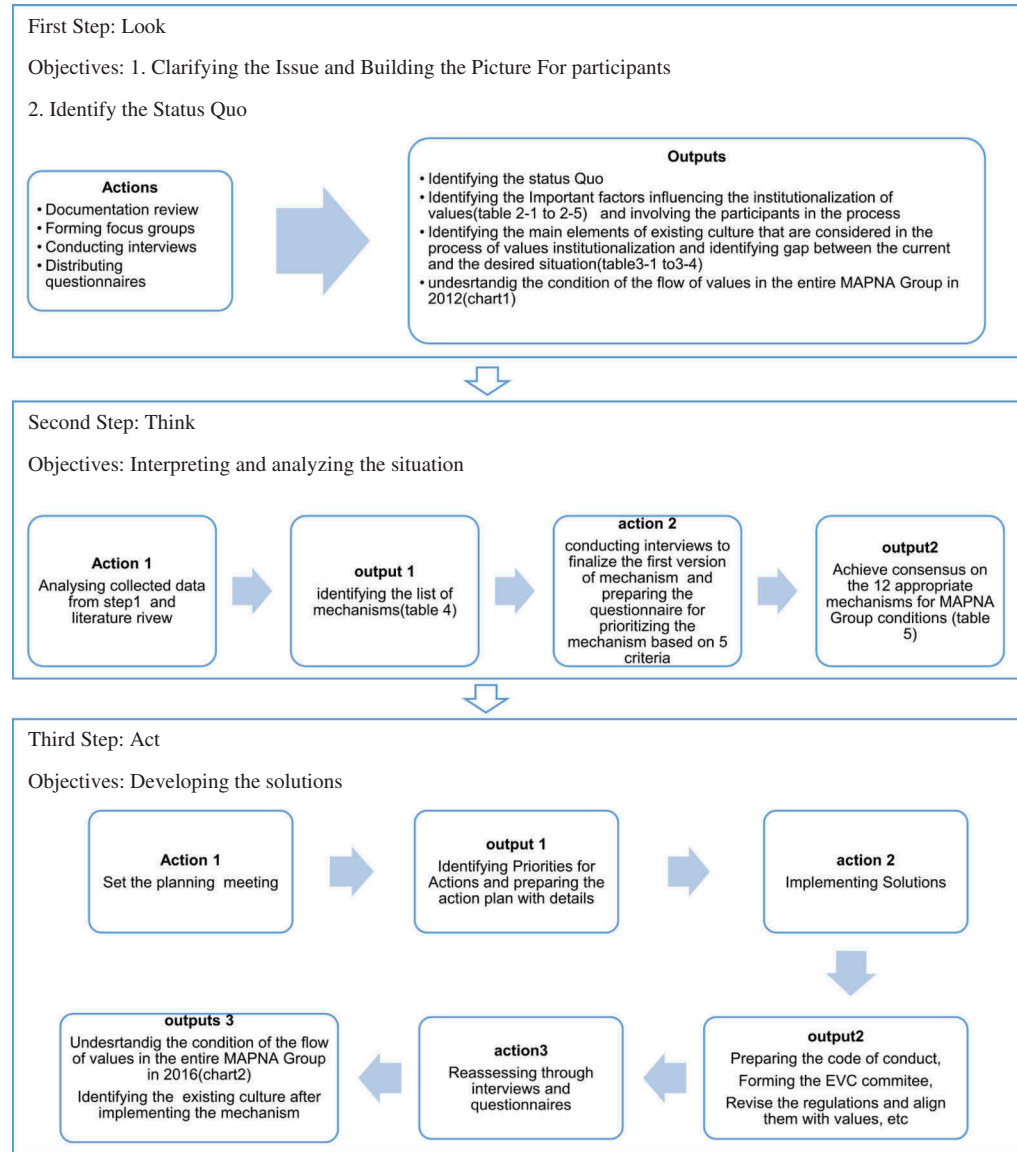 First Step: Look
Objectives: 1. Clarifying the Issue and Building the Picture For participants
2. Identify the Status Quo
Actions
• Documentation review
• Forming focus groups
• Conducting interviews
• Distributing
questionnaires
Outputs
• Identifying the status Quo
• Identifying the Important factors influencing the institutionalization of
values(table 2-1 to 2-5) and involving the participants in the process
• Identifying the main elements of existing culture that are considered in the
process of values institutionalization and identifying gap between the current
and the desired situation(table3-1 to3-4)
• undesrtandig the condition of the flow of values in the entire MAPNA Group in
2012(chart1)
Second Step: Think
Objectives: Interpreting and analyzing the situation
Action 1
Analysing collected data
from step1 and
literature rivew
output 1
identifying the list of
mechanisms(table 4)
action 2
conducting interviews to
finalize the first version
of mechanism and
preparing the
questionnaire for
prioritizing the
mechanism based on 5
criteria
output2
Achieve consensus on
the 12 appropriate
mechanisms for MAPNA
Group conditions (table
5)
Third Step: Act
Objectives: Developing the solutions
Action 1
Set the planning meeting
output 1
Identifying Priorities for
Actions and preparing the
action plan with details
action 2
Implementing Solutions
output2
Preparing the code of conduct,
Forming the EVC commitee,
Revise the regulations and align
them with values, etc
action3
Reassessing through
interviews and
questionnaires
outputs 3
Undesrtandig the condition of the flow
of values in the entire MAPNA Group
in 2016(chart2)
Identifying the existing culture after
implementing the mechanism